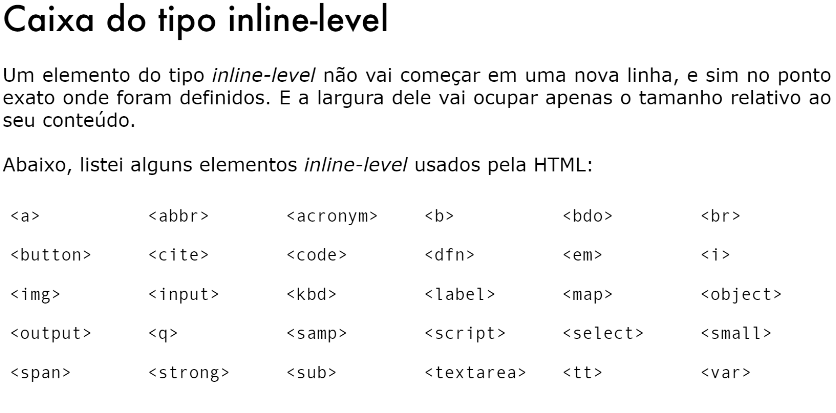 Caixa do tipo inline-level
Um elemento do tipo inline-level não vai começar em uma nova linha, e sim no ponto
exato onde foram definidos. E a largura dele vai ocupar apenas o tamanho relativo ao
seu conteúdo.
Abaixo, listei alguns elementos inline-level usados pela HTML:
<a> <abbr> <acronym> <b> <bdo> <br>
<button> <cite> <code> <dfn> <em> <i>
<img> <input> <kbd> <label> <map> <object>
<output> <q> <samp> <script> <select> <small>
<span> <strong> <sub> <textarea> <tt> <var>